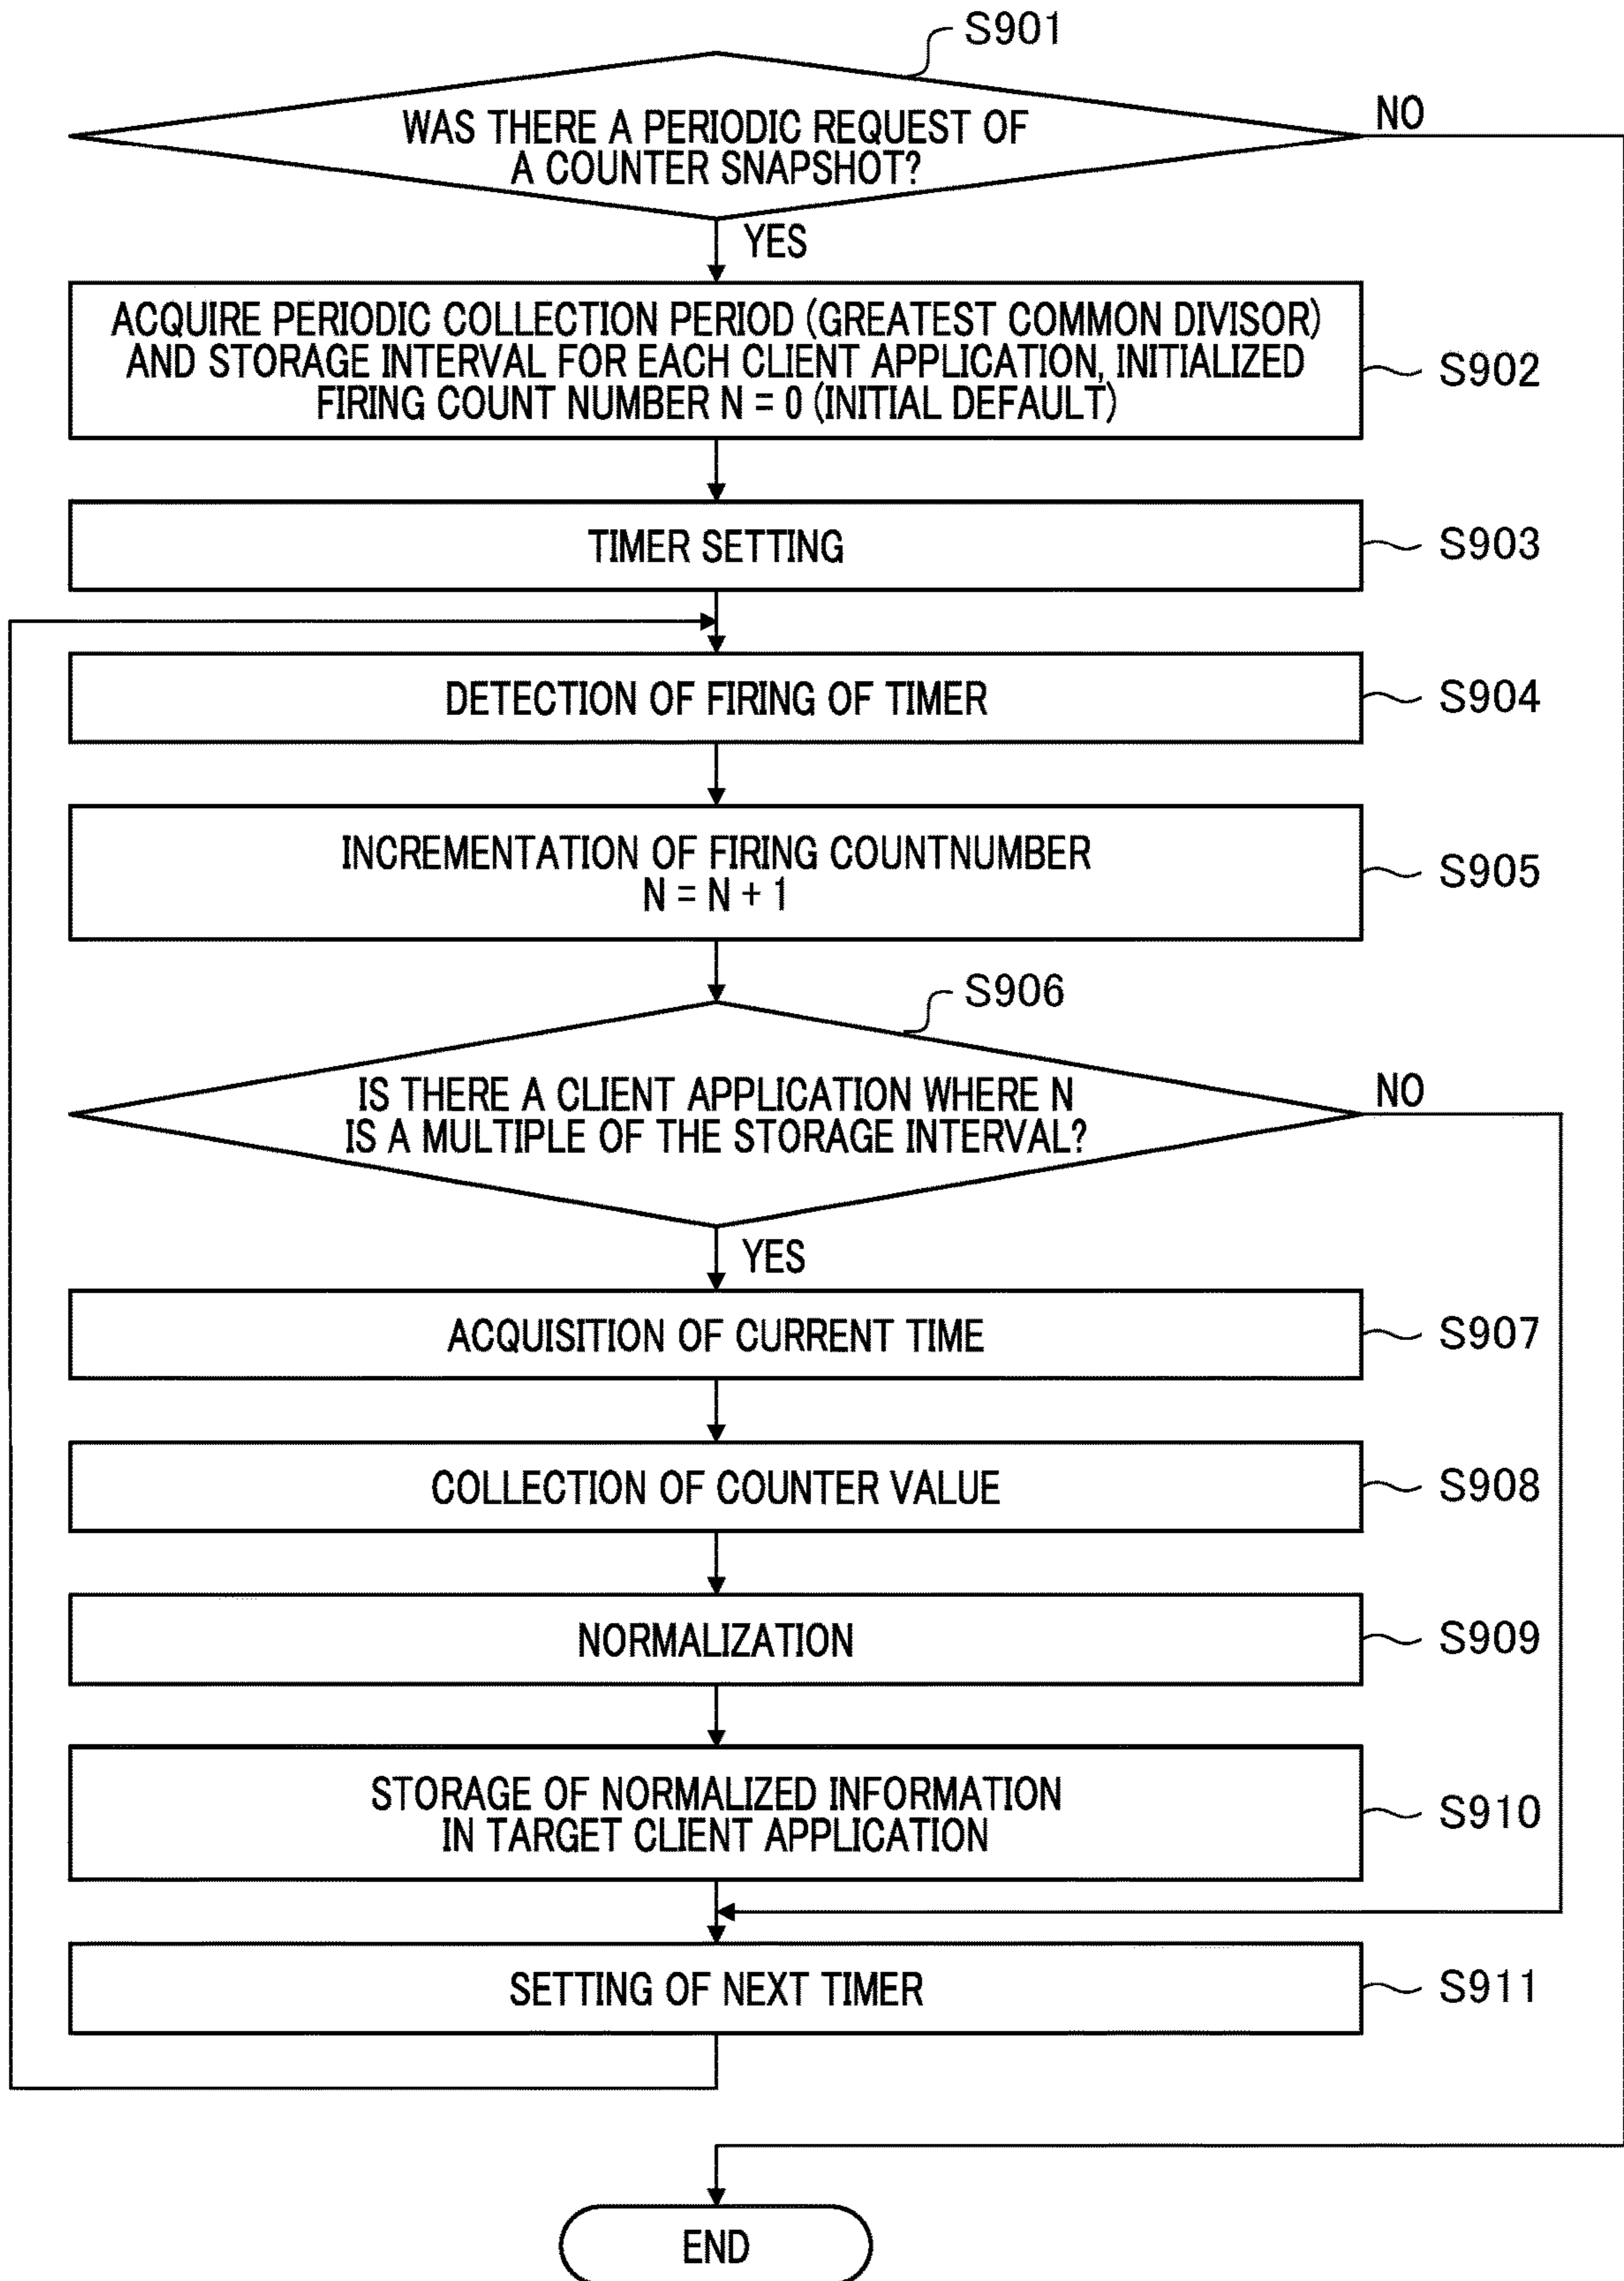 S901
WAS THERE A PERIODIC REQUEST OF
A COUNTER SNAPSHOT?
NO
YES
ACQUIRE PERIODIC COLLECTION PERIOD (GREATEST COMMON DIVISOR)
AND STORAGE INTERVAL FOR EACH CLIENT APPLICATION, INITIALIZED
FIRING COUNT NUMBER N = 0 (INITIAL DEFAULT)
S902
TIMER SETTING
S903
DETECTION OF FIRING OF TIMER
S904
INCREMENTATION OF FIRING COUNTNUMBER
N = N + 1
S905
S906
IS THERE A CLIENT APPLICATION WHERE N
IS A MULTIPLE OF THE STORAGE INTERVAL?
NO
YES
ACQUISITION OF CURRENT TIME
S907
COLLECTION OF COUNTER VALUE
S908
NORMALIZATION
S909
STORAGE OF NORMALIZED INFORMATION
IN TARGET CLIENT APPLICATION
S910
SETTING OF NEXT TIMER
S911
END